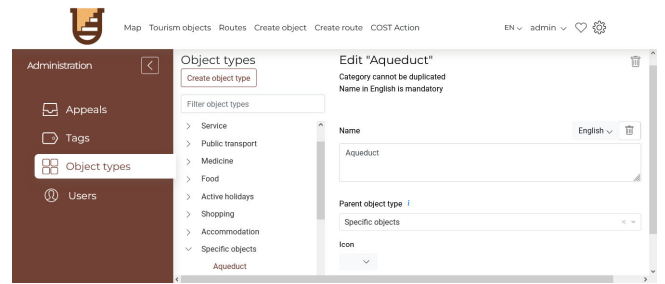 Map Tourism objects Routes Create object Create route COST Action EN admin
Administration
Appeals
Tags
Object types
Users
Object types
Create object type
Filter object types
Service
Public transport
Medicine
Food
Active holidays
Shopping
Accommodation
Specific objects
Aqueduct
Edit "Aqueduct"
Category cannot be duplicated
Name in English is mandatory
Name English
Aqueduct
Parent object type i
Specific objects
Icon